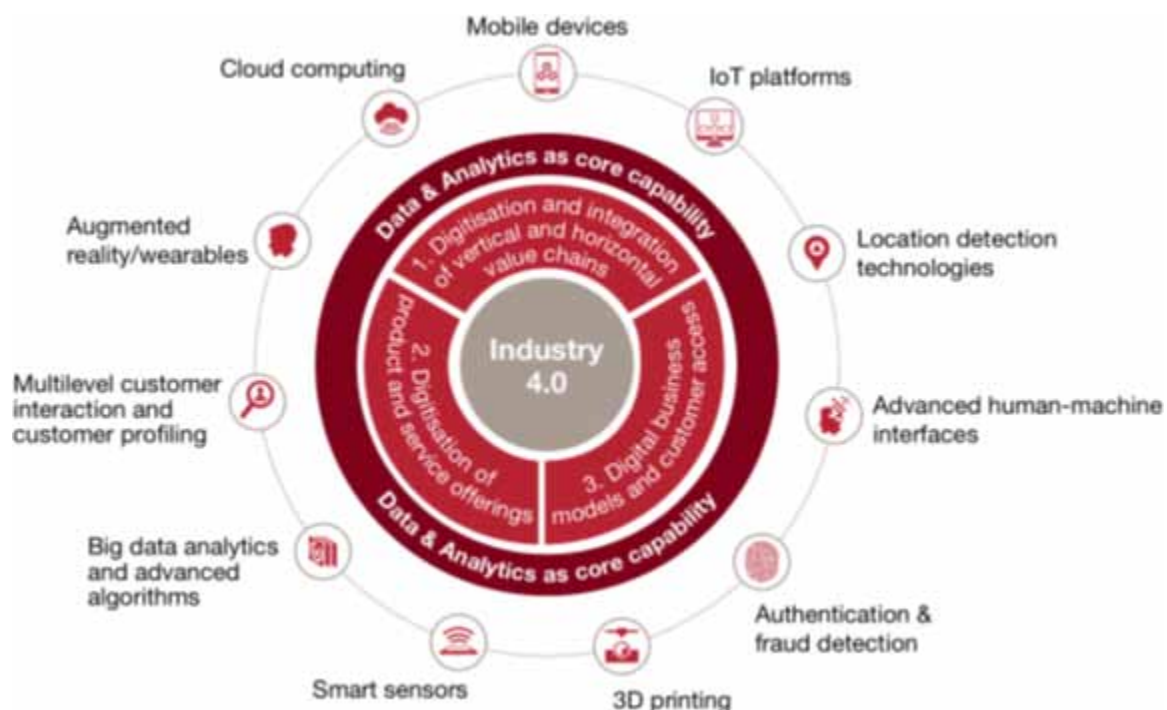 Mobile devices
Cloud computing
IoT platforms
Data & Analytics as core capability
1. Digitisation and integration
of vertical and horizontal
value chains
Augmented
reality/wearables
Location detection
technologies
Industry
4.0
2. Digitisation of
product and service offerings
3. Digital business
models and customer access
Multilevel customer
interaction and
customer profiling
Advanced human-machine
interfaces
Data & Analytics as core capability
Big data analytics
and advanced
algorithms
Authentication &
fraud detection
Smart sensors
3D printing